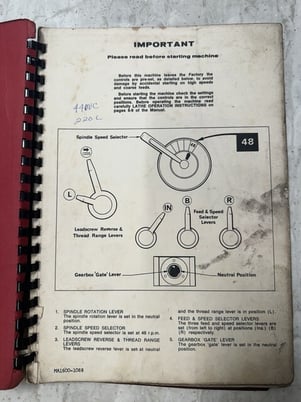 IMPORTANT
Please read before starting machine
Before this machine leaves the Factory the
controls are pre-set, as detailed below, to avoid
damage by accidental starting on high speeds
and coarse feeds.
Before starting the machine check the settings
and ensure that the controls are in the correct
positions. Before operating the machine read
carefully LATHE OPERATION INSTRUCTIONS on
pages of the Manual.
440VC
220L
Spindle Speed Selector
48
L
Leadscrew Reverse &
Thread Range Levers
IN
B
R
Feed &
Speed
Selector
Levers
Gearbox 'Gate' Lever
Neutral Position
1. SPINDLE ROTATION LEVER
The spindle rotation lever is set in the neutral
position.
2. SPINDLE SPEED SELECTOR
The spindle speed selector is set at 48 r.p.m.
3. LEADSCREW REVERSE & THREAD RANGE
LEVERS
The leadscrew reverse lever is set at neutral
and the thread range lever is in position (L).
4. FEED & SPEED SELECTOR LEVERS
The three feed and speed selector levers are
set (from left to right) at positions (Ins.) (B)
(R) respectively.
5. GEARBOX 'GATE' LEVER
The gearbox 'gate' lever is set in the neutral
position.